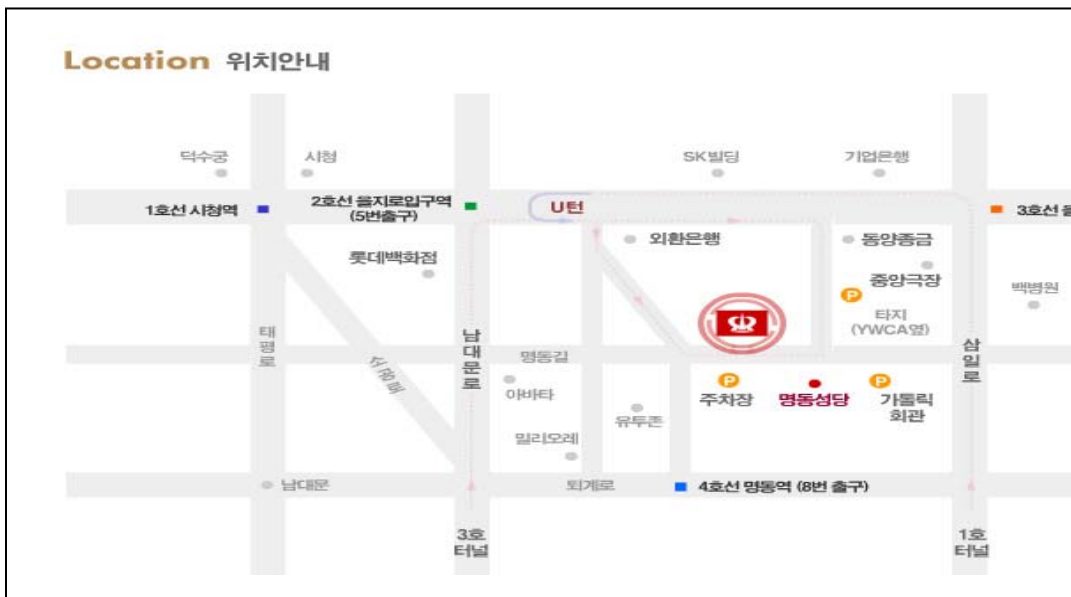 Location 위치안내
덕수궁
시청
SK빌딩
기업은행
1호선 시청역
2호선 을지로입구역
(5번출구)
U턴
3호선 을
롯데백화점
외환은행
동양종금
중앙극장
백병원
P
타지
(YWCA옆)
태평로
남대문로
삼일로
명동길
아바타
P
주차장
명동성당
P
가톨릭
회관
유투존
밀리오레
남대문
퇴계로
4호선 명동역 (8번 출구)
3호
터널
1호
터널